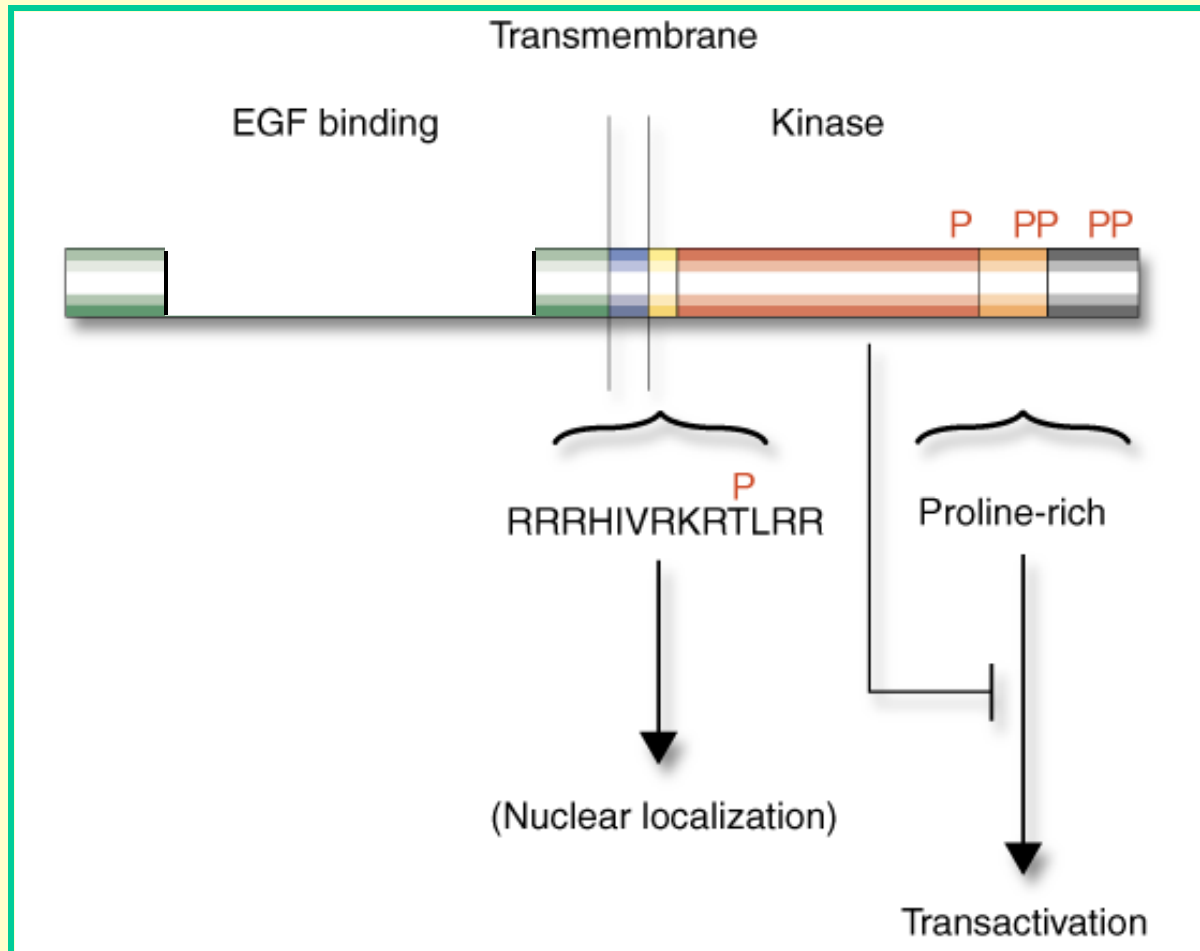 Transmembrane
EGF binding
Kinase
P
PP
PP
P
RRRHIVRKRTLRR
Proline-rich
(Nuclear localization)
Transactivation